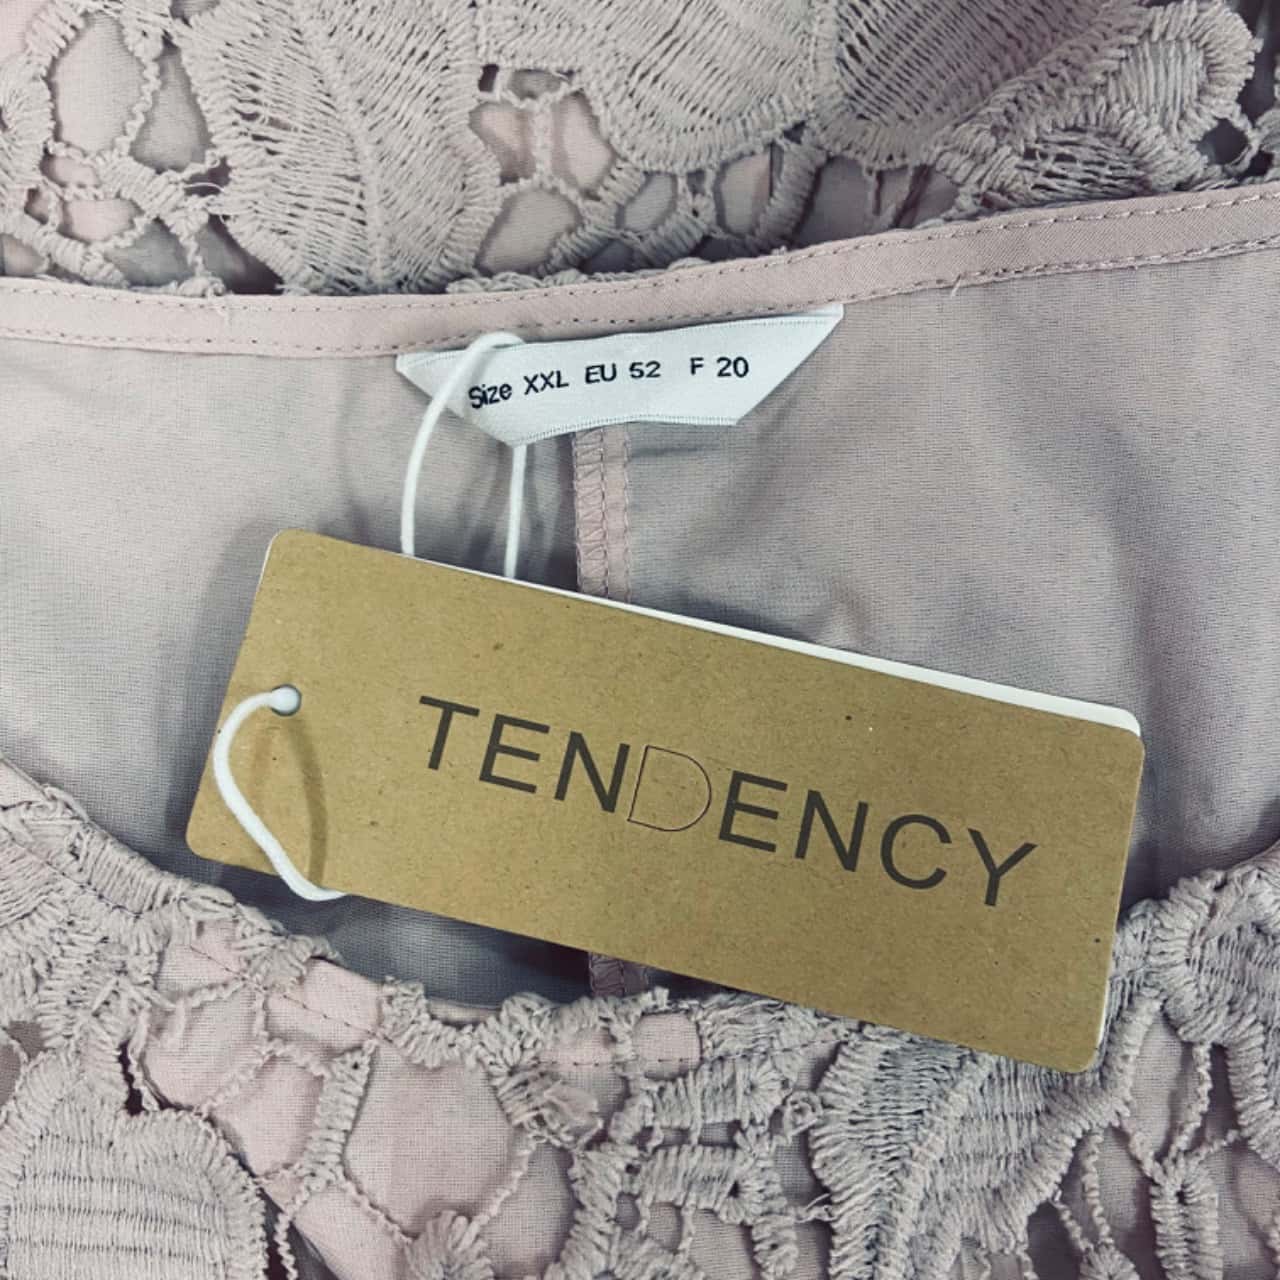 Size XXL EU 52 F 20
TENDENCY